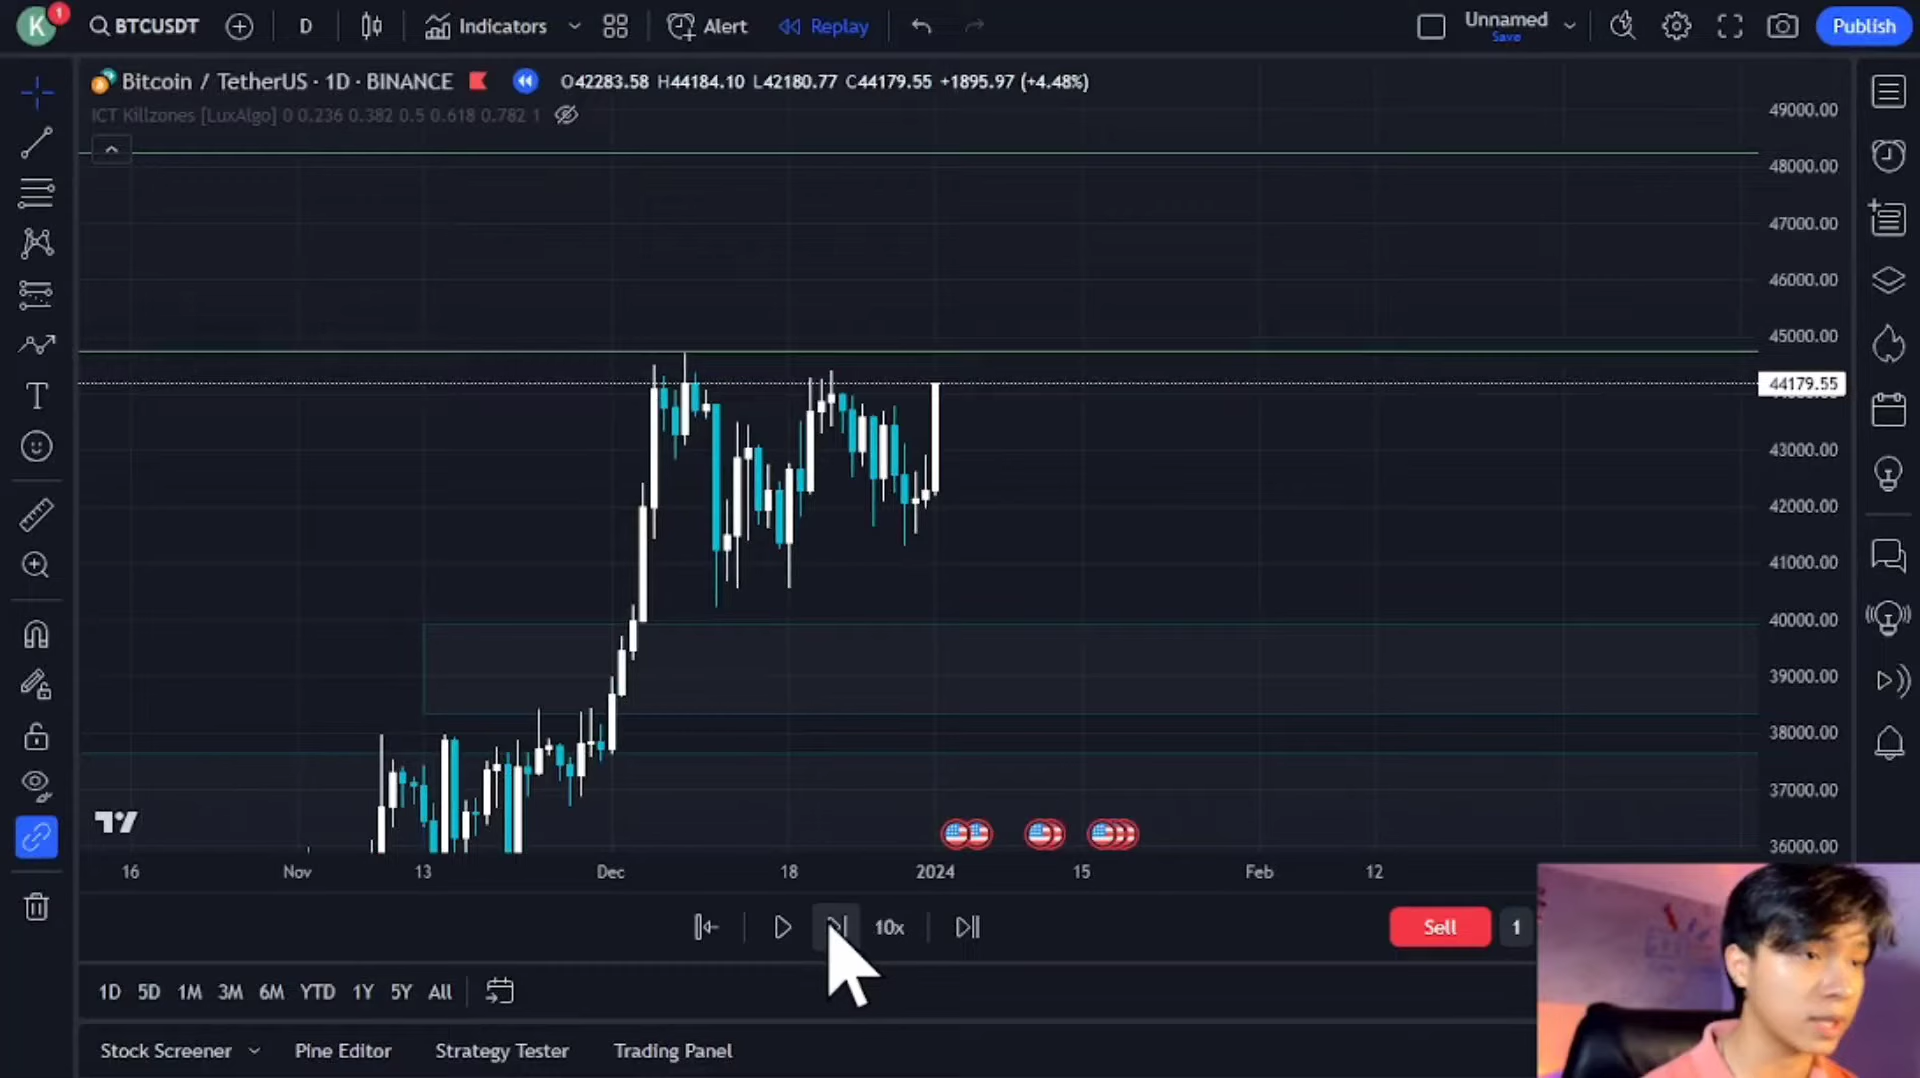 K 1 BTCUSDT D Indicators Alert Replay Unnamed Publish
Save
Bitcoin / TetherUS · 1D · BINANCE O42283.58 H44184.10 L42180.77 C44179.55 +1895.97 (+4.48%)
ICT Killzones [LuxAlgo] 0 0.236 0.382 0.5 0.618 0.782 1
49000.00
48000.00
47000.00
46000.00
45000.00
44179.55
43000.00
42000.00
41000.00
40000.00
39000.00
38000.00
37000.00
36000.00
16 Nov 13 Dec 18 2024 15 Feb 12
10x Sell 1
1D 5D 1M 3M 6M YTD 1Y 5Y All
Stock Screener Pine Editor Strategy Tester Trading Panel